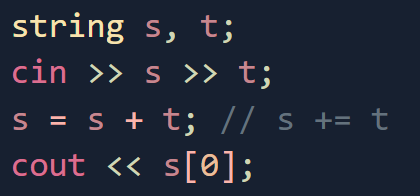 string s, t;
cin >> s >> t;
s = s + t; // s += t
cout << s[0];